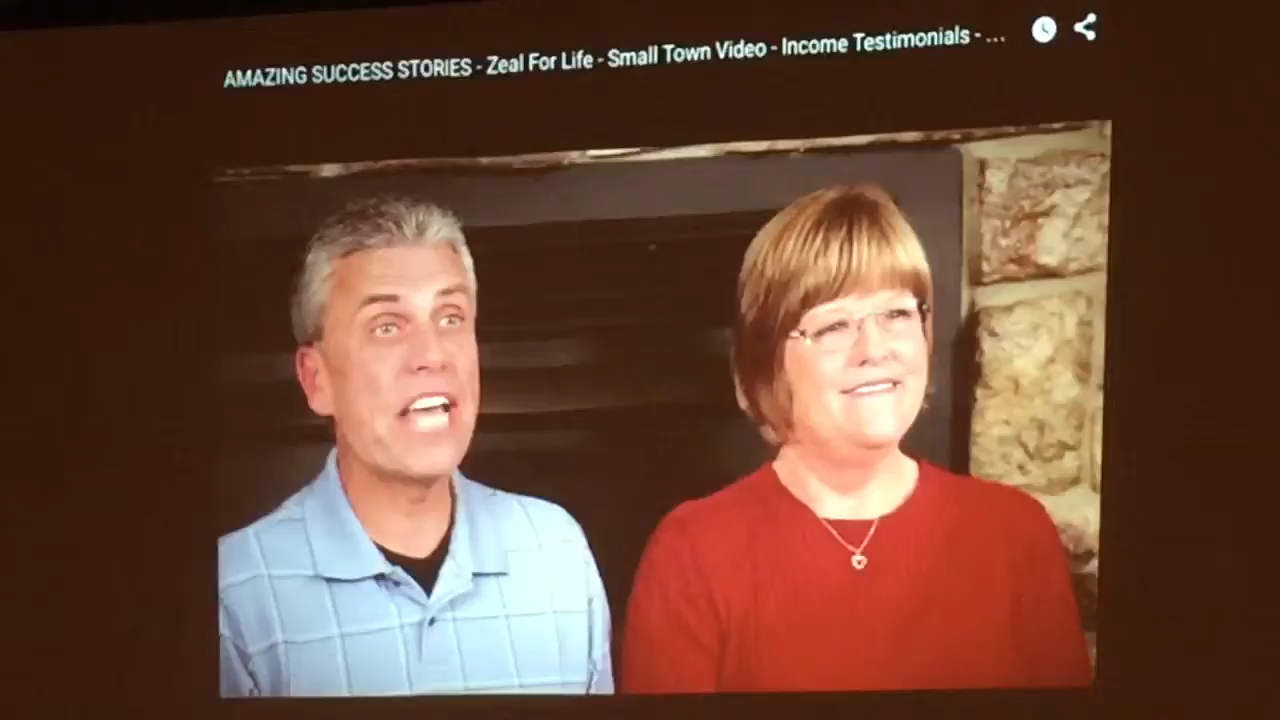 AMAZING SUCCESS STORIES - Zeal For Life - Small Town Video - Income Testimonials - ...